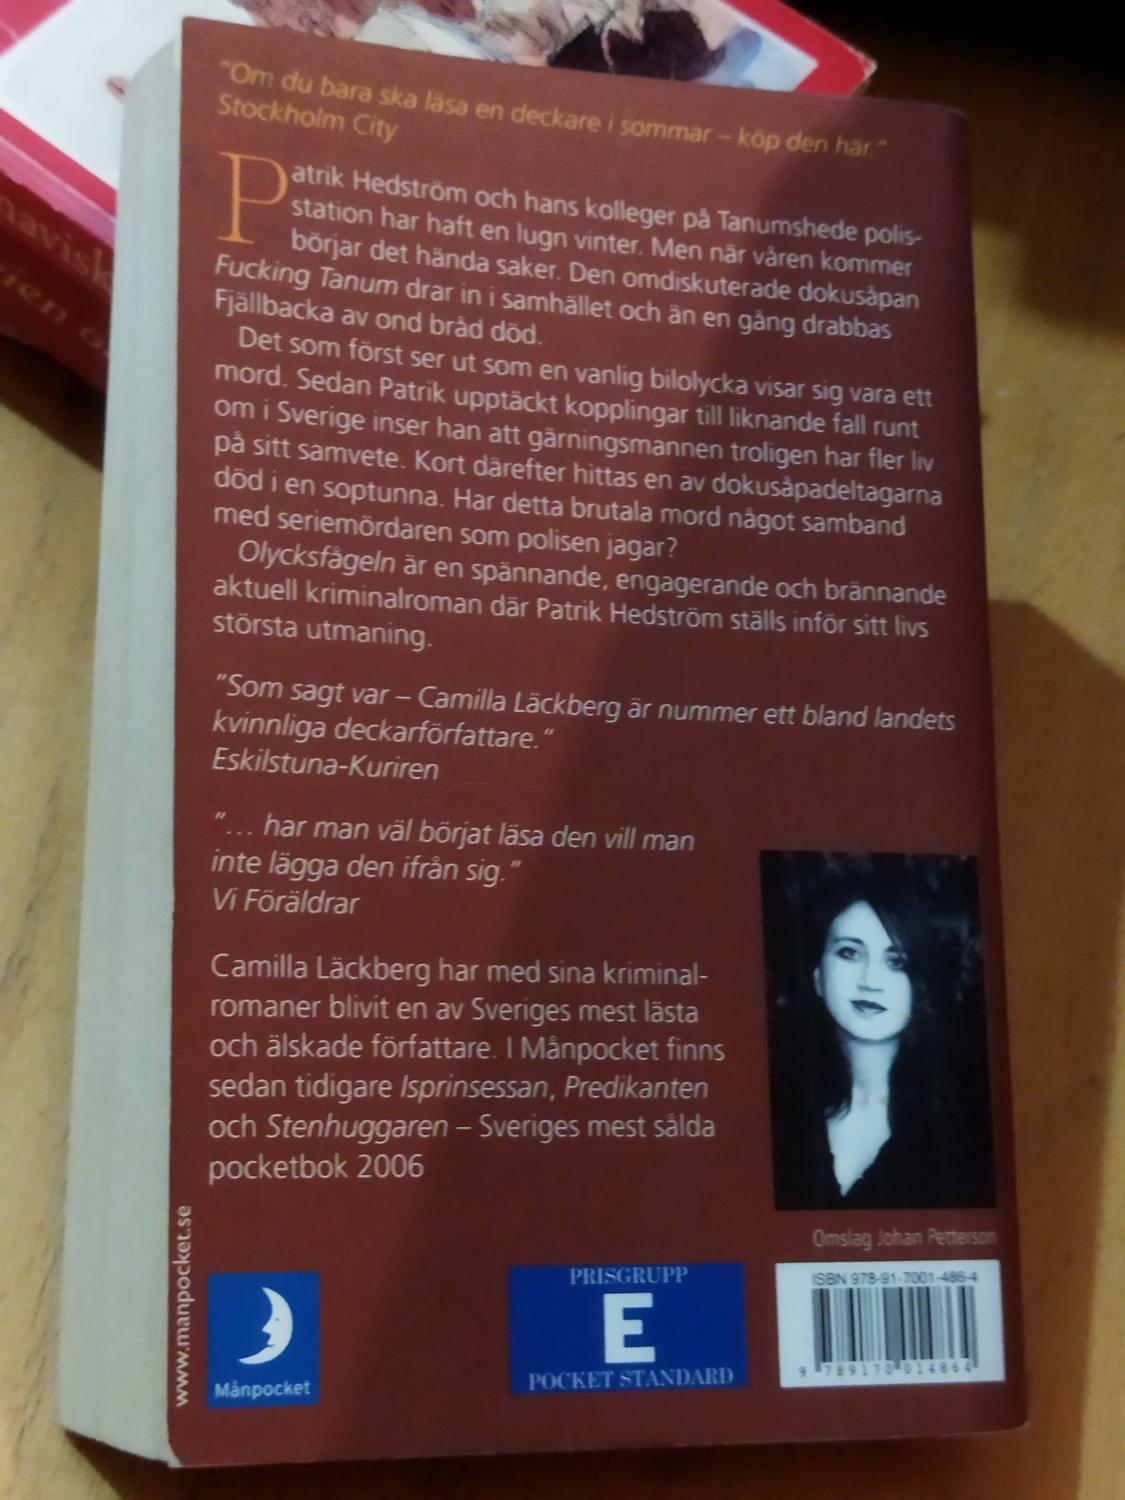 "Om du bara ska läsa en deckare i sommar – köp den här."
Stockholm City
Patrik Hedström och hans kolleger på Tanumshede polis-
station har haft en lugn vinter. Men när våren kommer
börjar det hända saker. Den omdiskuterade dokusåpan
Fucking Tanum drar in i samhället och än en gång drabbas
Fjällbacka av ond bråd död.
Det som först ser ut som en vanlig bilolycka visar sig vara ett
mord. Sedan Patrik upptäckt kopplingar till liknande fall runt
om i Sverige inser han att gärningsmannen troligen har fler liv
på sitt samvete. Kort därefter hittas en av dokusåpadeltagarna
död i en soptunna. Har detta brutala mord något samband
med seriemördaren som polisen jagar?
Olycksfågeln är en spännande, engagerande och brännande
aktuell kriminalroman där Patrik Hedström ställs inför sitt livs
största utmaning.
"Som sagt var – Camilla Läckberg är nummer ett bland landets
kvinnliga deckarförfattare."
Eskilstuna-Kuriren
"... har man väl börjat läsa den vill man
inte lägga den ifrån sig."
Vi Föräldrar
Camilla Läckberg har med sina kriminal-
romaner blivit en av Sveriges mest lästa
och älskade författare. I Månpocket finns
sedan tidigare Isprinsessan, Predikanten
och Stenhuggaren – Sveriges mest sålda
pocketbok 2006
Omslag Johan Petterson
www.manpocket.se
Månpocket
PRISGRUPP
E
POCKET STANDARD
ISBN 978-91-7001-486-4
9 789170 014864